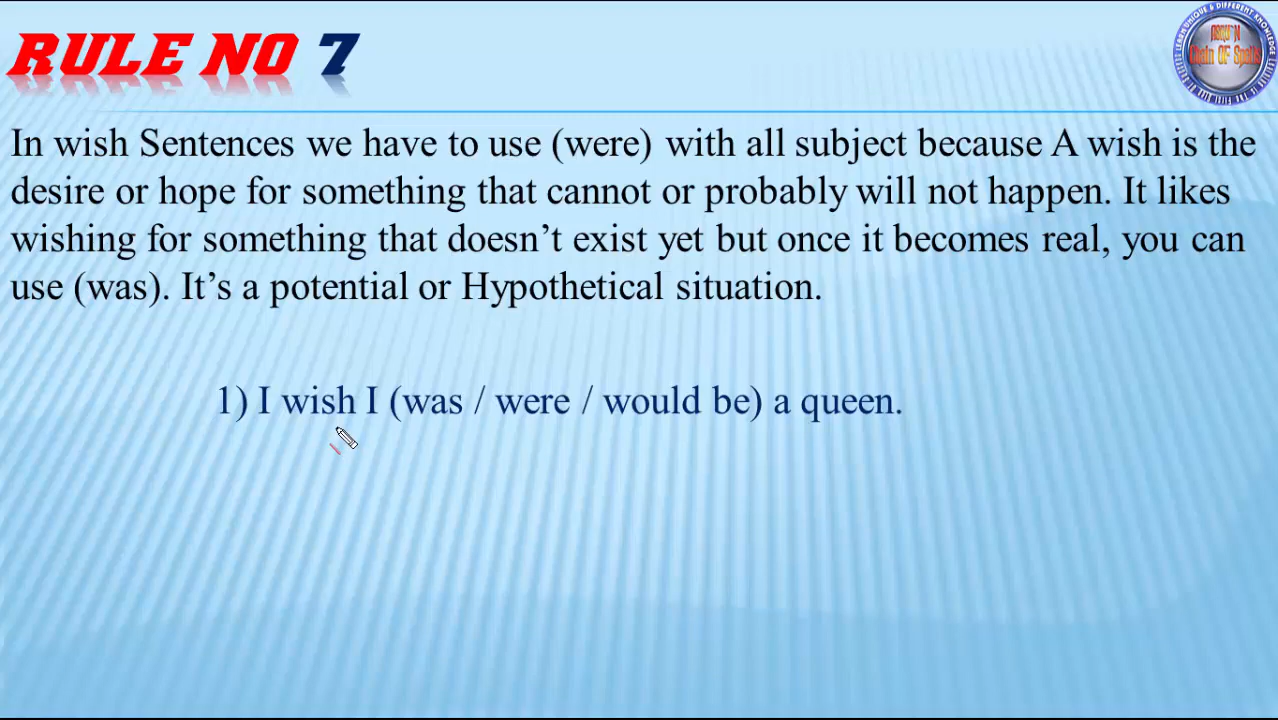 RULE NO 7
In wish Sentences we have to use (were) with all subject because A wish is the
desire or hope for something that cannot or probably will not happen. It likes
wishing for something that doesn’t exist yet but once it becomes real, you can
use (was). It’s a potential or Hypothetical situation.
1) I wish I (was / were / would be) a queen.
Chain OF Spells